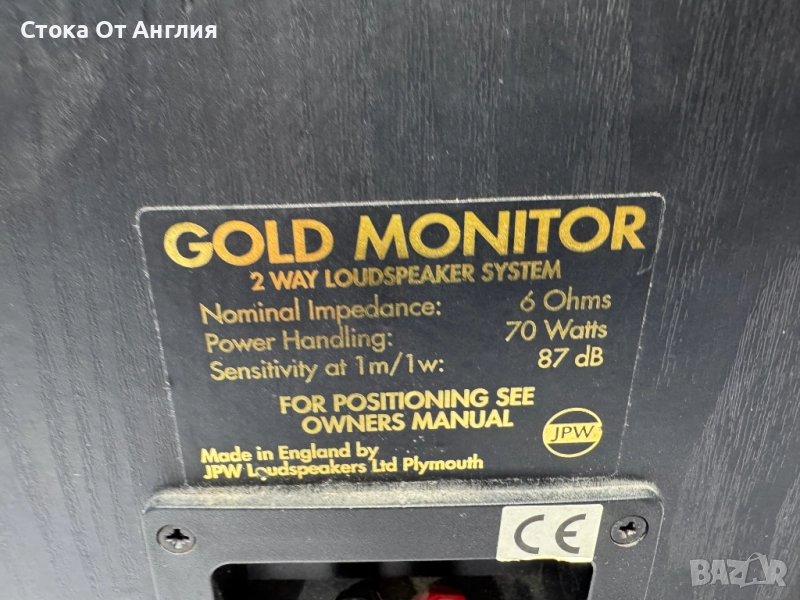 Стока От Англия
GOLD MONITOR
2 WAY LOUDSPEAKER SYSTEM
Nominal Impedance: 6 Ohms
Power Handling: 70 Watts
Sensitivity at 1m/1w: 87 dB
FOR POSITIONING SEE
OWNERS MANUAL
JPW
Made in England by
JPW Loudspeakers Ltd Plymouth
CE
BAZAR